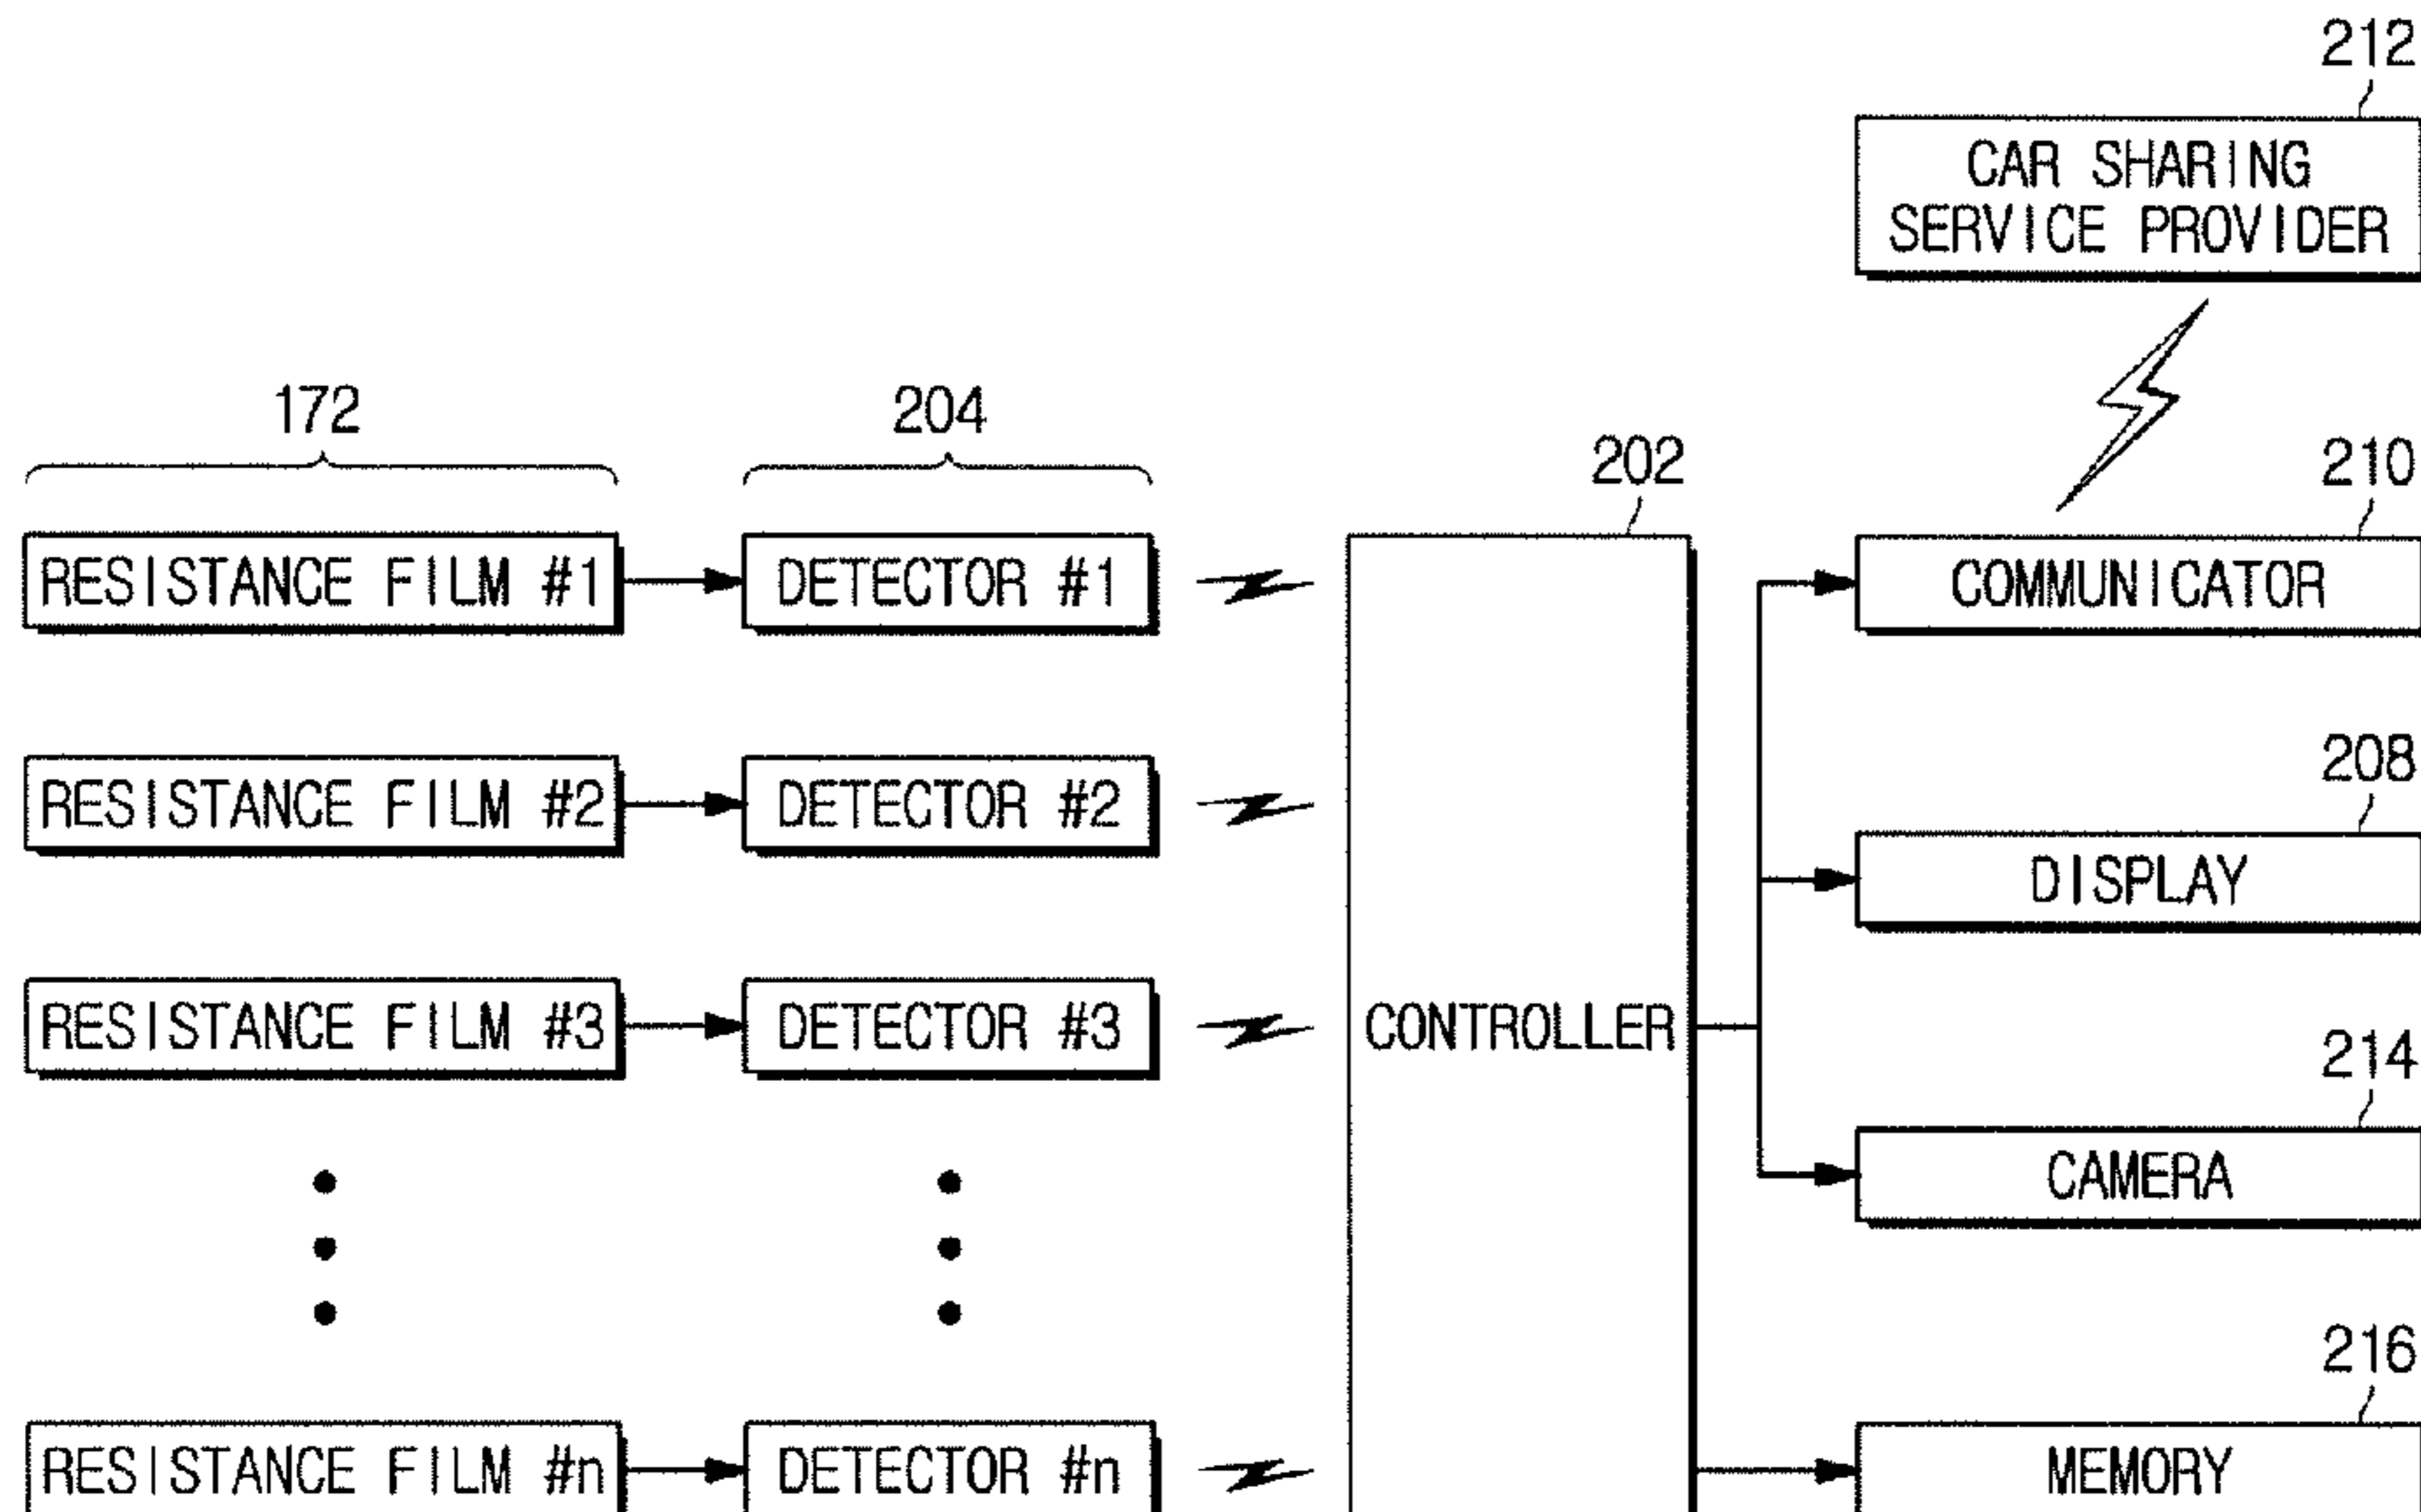 212
CAR SHARING
SERVICE PROVIDER
172
204
202
210
RESISTANCE FILM #1
DETECTOR #1
COMMUNICATOR
208
RESISTANCE FILM #2
DETECTOR #2
DISPLAY
RESISTANCE FILM #3
DETECTOR #3
CONTROLLER
214
CAMERA
216
RESISTANCE FILM #n
DETECTOR #n
MEMORY